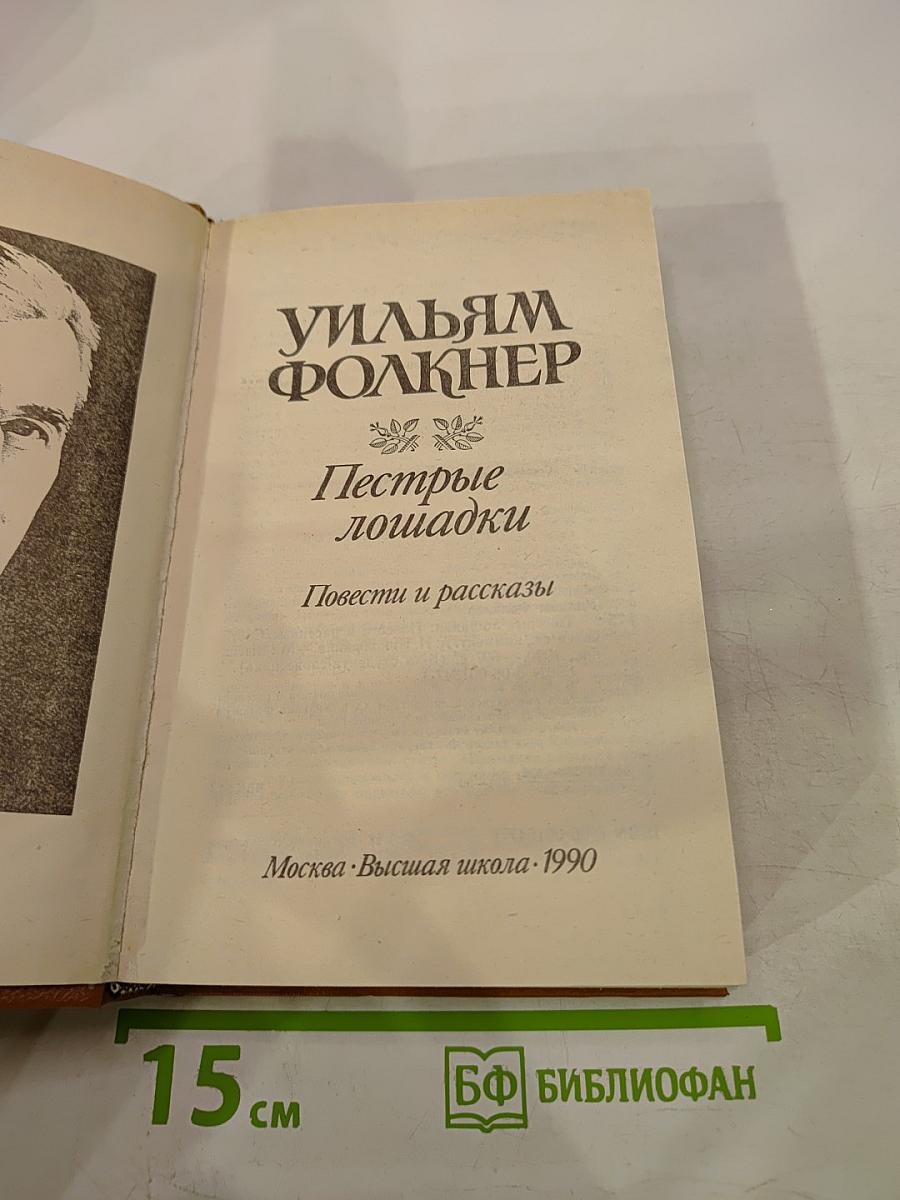 УИЛЬЯМ
ФОЛКНЕР
Пестрые
лошадки
Повести и рассказы
Москва · Высшая школа · 1990
15 см
БФ БИБЛИОФАН